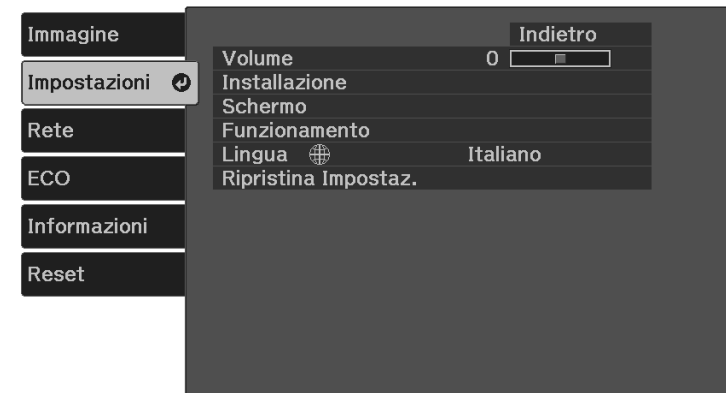 Immagine
Impostazioni
Rete
ECO
Informazioni
Reset
Indietro
Volume 0
Installazione
Schermo
Funzionamento
Lingua Italiano
Ripristina Impostaz.